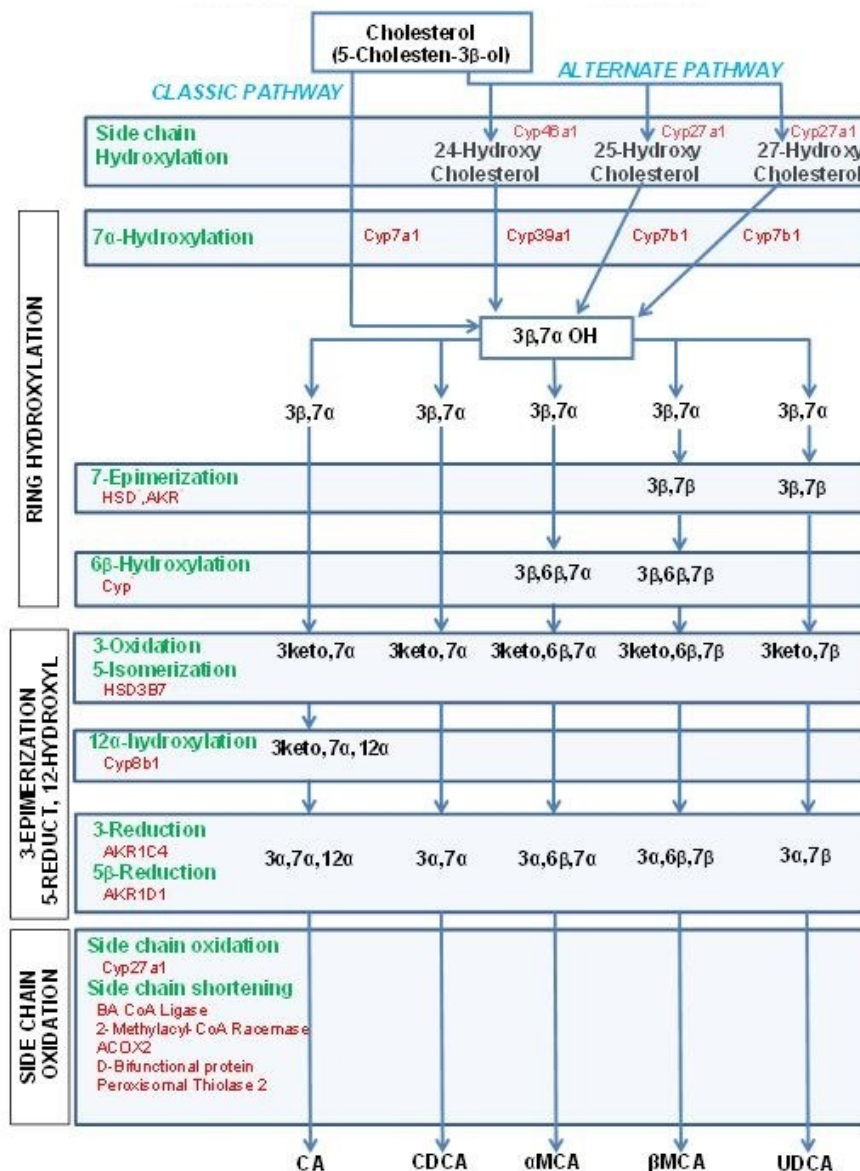 Cholesterol
(5-Cholesten-3β-ol)
CLASSIC PATHWAY
ALTERNATE PATHWAY
Side chain
Hydroxylation
Cyp46a1
Cyp27a1
Cyp27a1
24-Hydroxy
Cholesterol
25-Hydroxy
Cholesterol
27-Hydroxy
Cholesterol
RING HYDROXYLATION
7α-Hydroxylation
Cyp7a1
Cyp39a1
Cyp7b1
Cyp7b1
3β,7α OH
3β,7α
3β,7α
3β,7α
3β,7α
3β,7α
7-Epimerization
HSD,AKR
3β,7β
3β,7β
6β-Hydroxylation
Cyp
3β,6β,7α
3β,6β,7β
3-EPIMERIZATION
5-REDUCT, 12-HYDROXYL
3-Oxidation
5-Isomerization
HSD3B7
3keto,7α
3keto,7α
3keto,6β,7α
3keto,6β,7β
3keto,7β
12α-hydroxylation
Cyp8b1
3keto,7α,12α
3-Reduction
AKR1C4
5β-Reduction
AKR1D1
3α,7α,12α
3α,7α
3α,6β,7α
3α,6β,7β
3α,7β
SIDE CHAIN
OXIDATION
Side chain oxidation
Cyp27a1
Side chain shortening
BA CoA Ligase
2-Methylacyl-CoA Racemase
ACOX2
D-Bifunctional protein
Peroxisomal Thiolase 2
CA
CDCA
αMCA
βMCA
UDCA